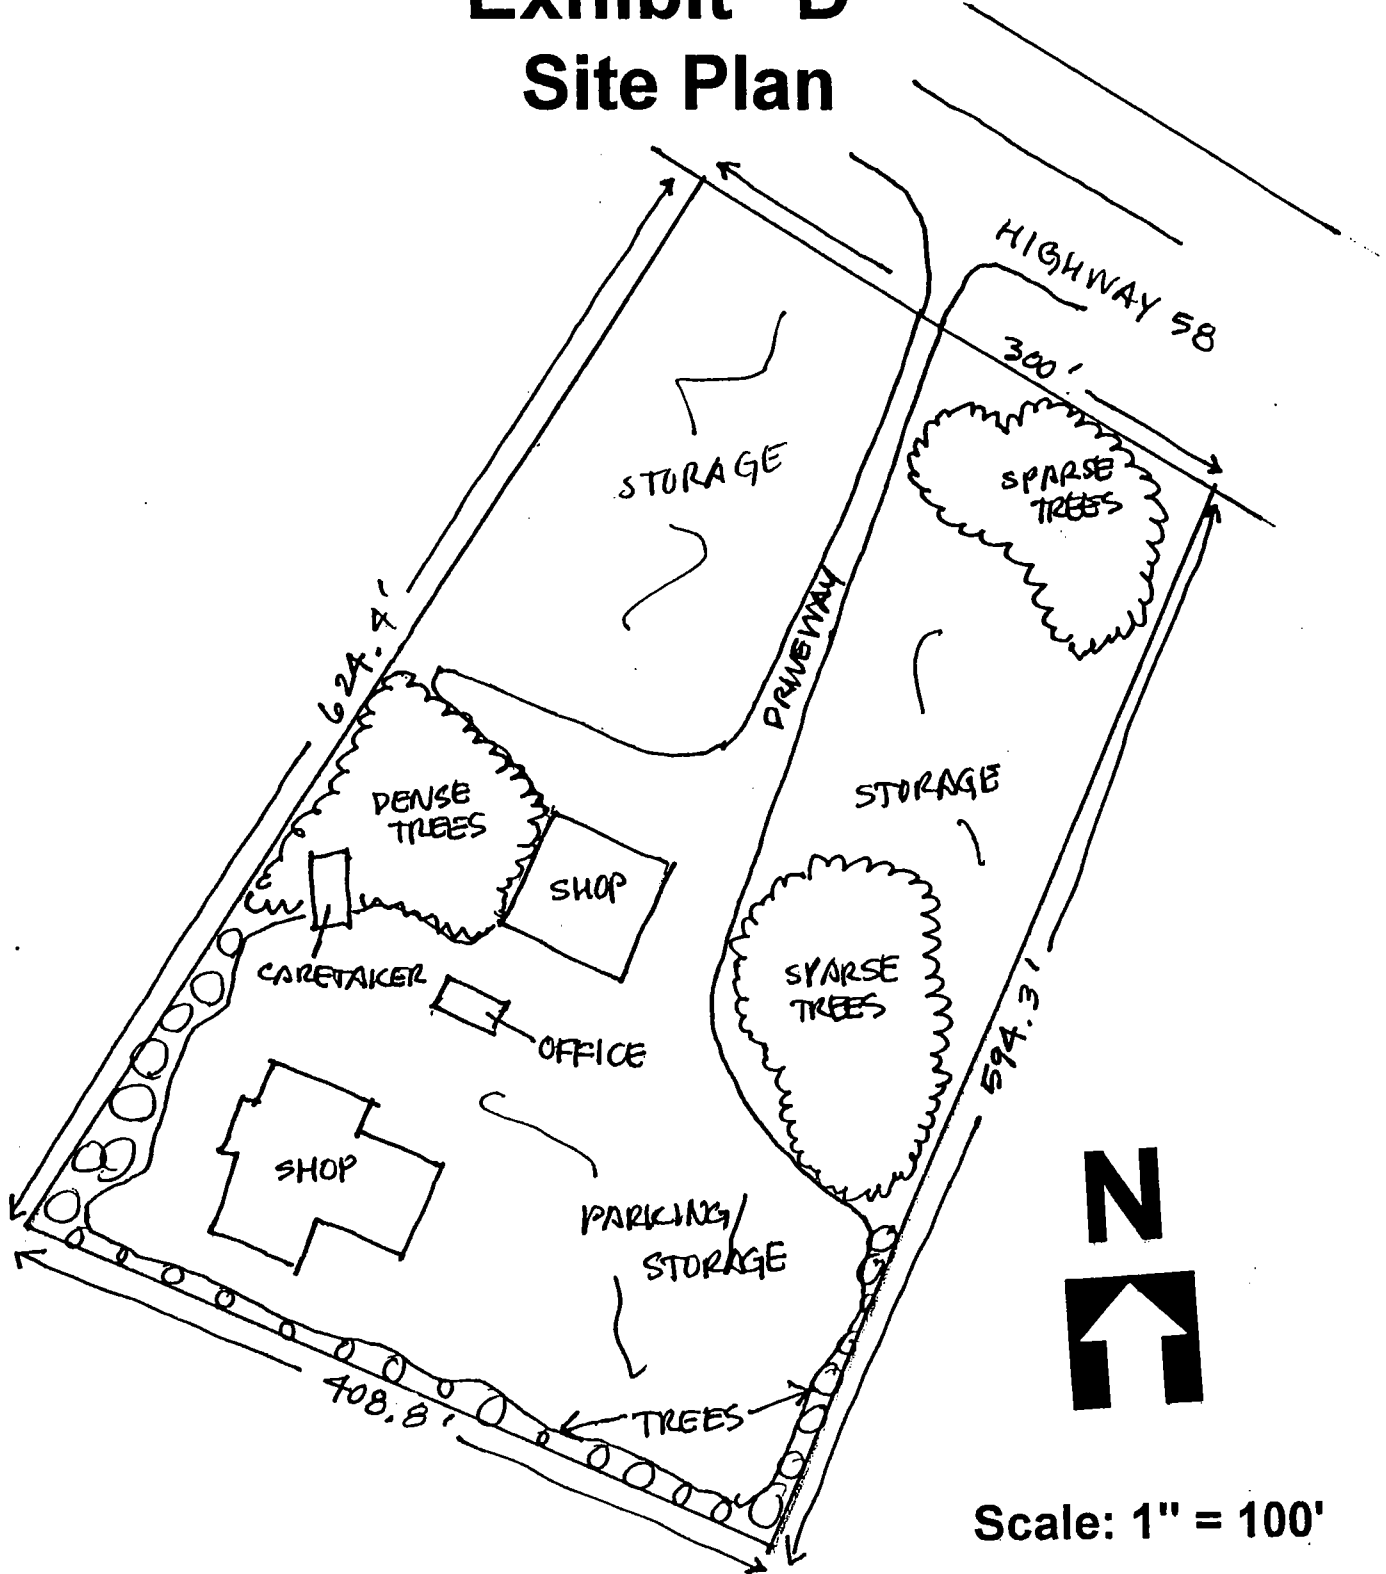 Exhibit "D"
Site Plan
HIGHWAY 58
300'
SPARSE
TREES
STORAGE
DRIVEWAY
624.4'
STORAGE
DENSE
TREES
SHOP
CARETAKER
SPARSE
TREES
OFFICE
594.3'
SHOP
PARKING/
STORAGE
N
408.8'
TREES
Scale: 1" = 100'